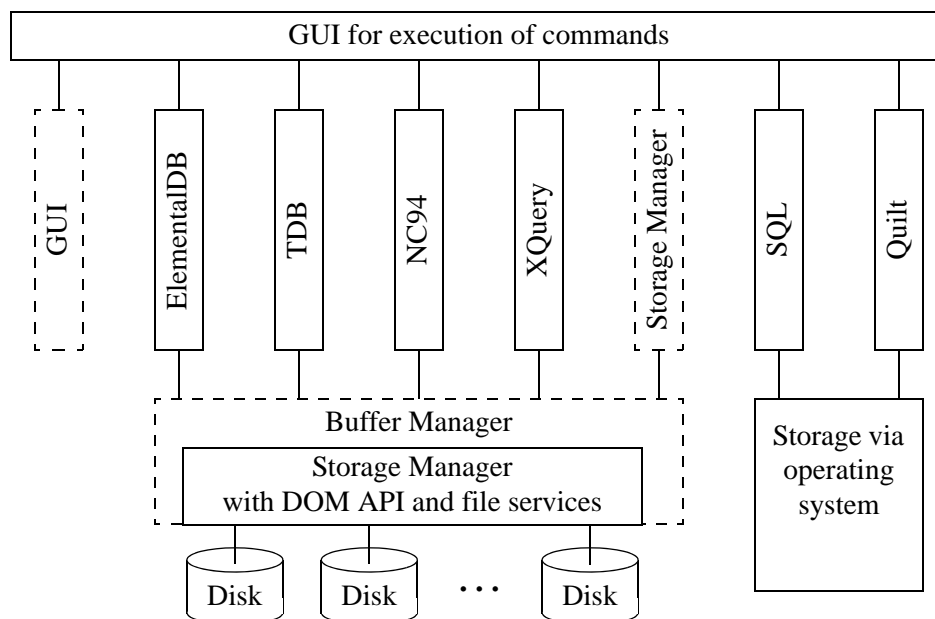 GUI for execution of commands
GUI
ElementalDB
TDB
NC94
XQuery
Storage Manager
SQL
Quilt
Buffer Manager
Storage Manager
with DOM API and file services
Storage via
operating
system
Disk
Disk
...
Disk